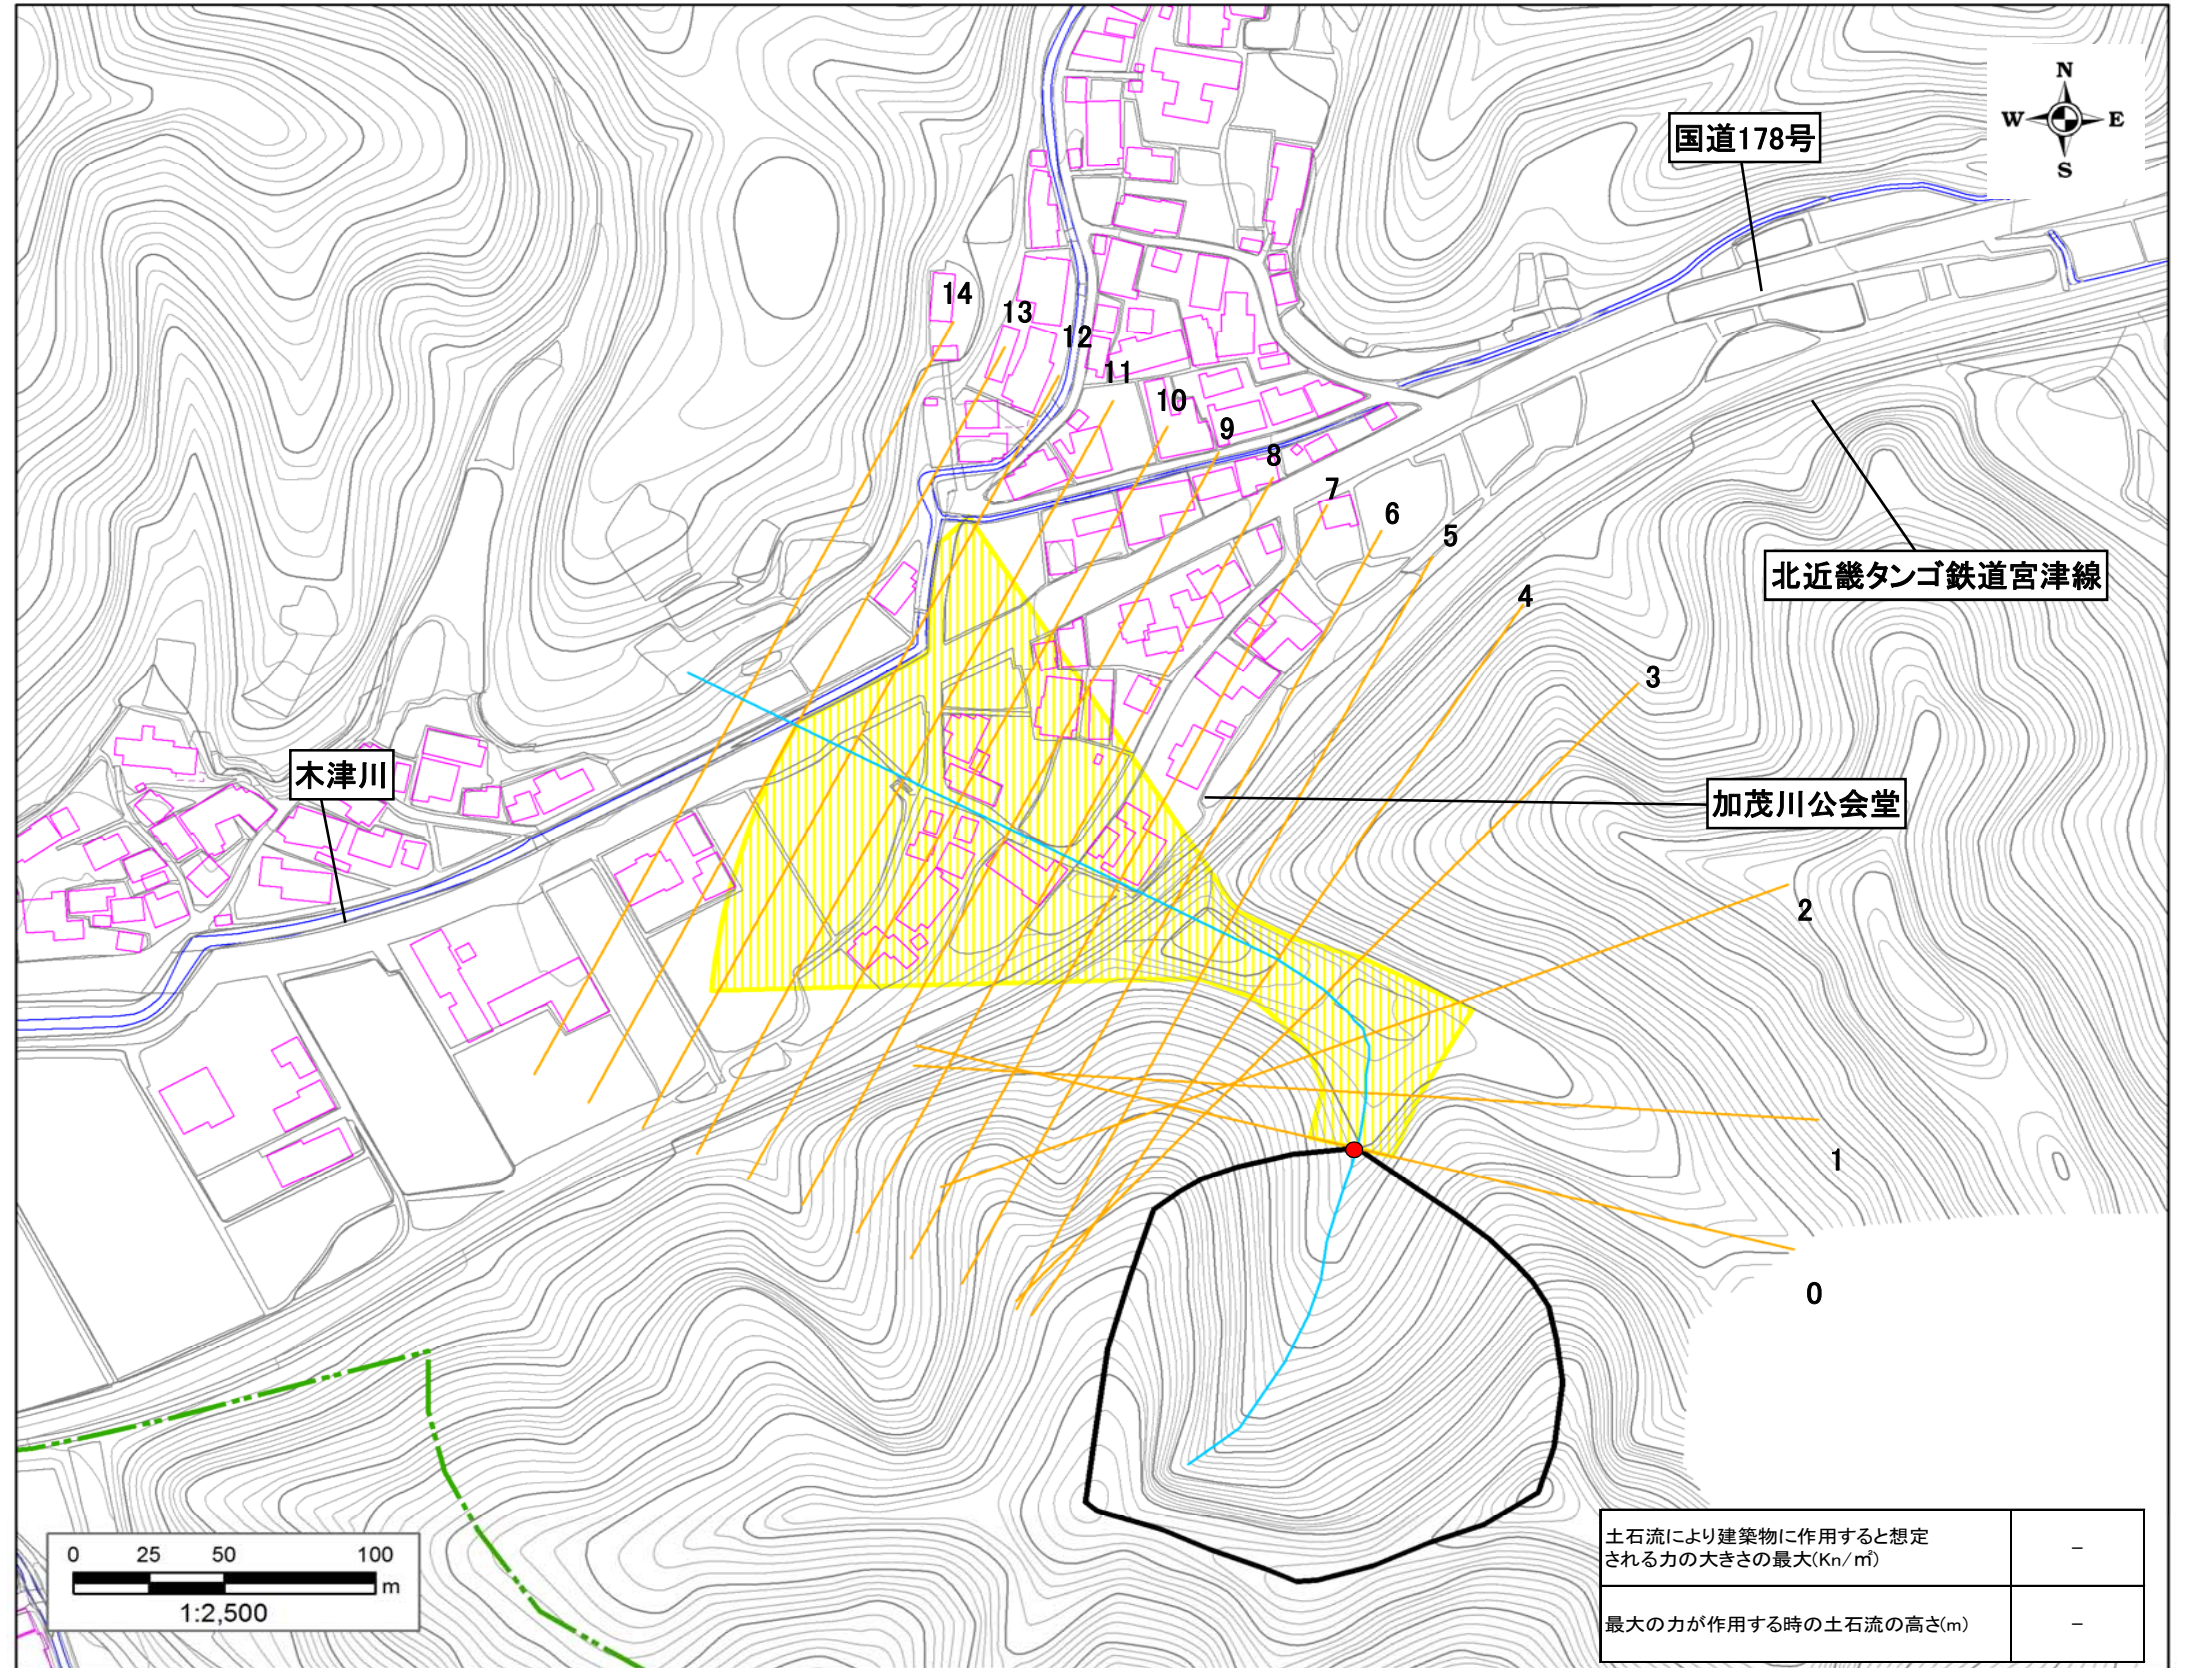 N
W E
S
国道178号
14
13
12
11
10
9
8
7
6
5
4
3
2
1
0
北近畿タンゴ鉄道宮津線
木津川
加茂川公会堂
0 25 50 100
m
1:2,500
土石流により建築物に作用すると想定
される力の大きさの最大(Kn/㎡) －
最大の力が作用する時の土石流の高さ(m) －